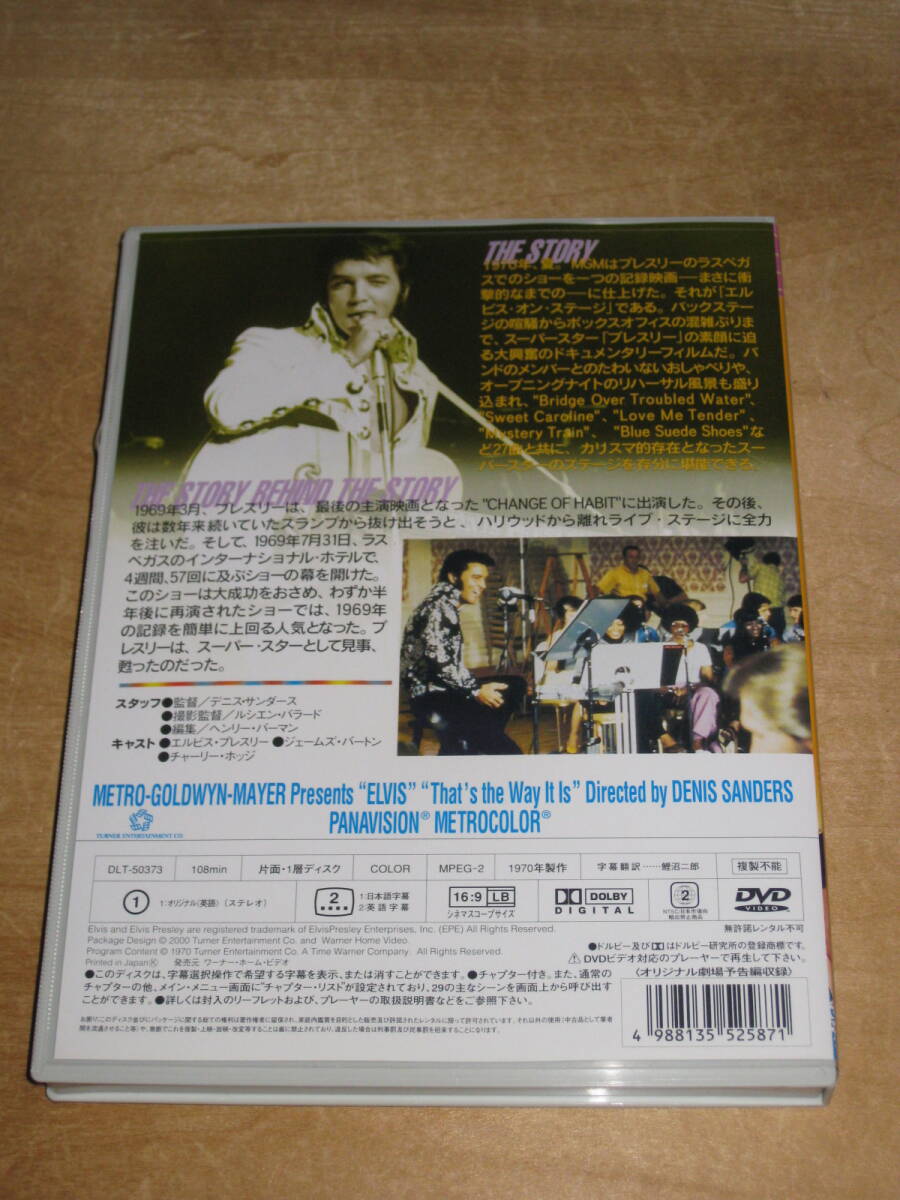 THE STORY
1970年、夏。MGMはプレスリーのラスベガ
スでのショーを一つの記録映画──まさに衝
撃的なまでの──に仕上げた。それが「エル
ビス・オン・ステージ」である。バックステー
ジの喧騒からボックスオフィスの混雑ぶりま
で、スーパースター「プレスリー」の素顔に迫
る大興奮のドキュメンタリーフィルムだ。バ
ンドのメンバーとのたわいないおしゃべりや、
オープニングナイトのリハーサル風景も盛り
込まれ、"Bridge Over Troubled Water"、
"Sweet Caroline"、"Love Me Tender"、
"Mystery Train"、 "Blue Suede Shoes"な
ど27曲と共に、カリスマ的存在となったスー
パースターのステージを存分に堪能できる。
THE STORY BEHIND THE STORY
1969年3月、プレスリーは、最後の主演映画となった"CHANGE OF HABIT"に出演した。その後、
彼は数年来続いていたスランプから抜け出そうと、ハリウッドから離れライブ・ステージに全力
を注いだ。そして、1969年7月31日、ラス
ベガスのインターナショナル・ホテルで、
4週間、57回に及ぶショーの幕を開けた。
このショーは大成功をおさめ、わずか半
年後に再演されたショーでは、1969年
の記録を簡単に上回る人気となった。プ
レスリーは、スーパー・スターとして見事、
甦ったのだった。
スタッフ●監督/デニス・サンダース
●撮影監督/ルシエン・バラード
●編集/ヘンリー・バーマン
キャスト●エルビス・プレスリー●ジェームズ・バートン
●チャーリー・ホッジ
METRO-GOLDWYN-MAYER Presents "ELVIS" "That's the Way It Is" Directed by DENIS SANDERS
PANAVISION® METROCOLOR®
TURNER ENTERTAINMENT CO.
DLT-50373 108min 片面・1層ディスク COLOR MPEG-2 1970年製作 字幕翻訳……鯉沼二郎 複製不能
1 1:オリジナル(英語) (ステレオ) 2 1:日本語字幕 2:英語字幕 16:9 LB シネマスコープサイズ DOLBY DIGITAL 2 NTSC日本市場向 輸出禁止商品 DVD VIDEO
無許諾レンタル不可
Elvis and Elvis Presley are registered trademark of ElvisPresley Enterprises, Inc. (EPE) All Rights Reserved.
Package Design © 2000 Turner Entertainment Co. and Warner Home Video.
Program Content © 1970 Turner Entertainment Co. A Time Warner Company. All Rights Reserved.
Printed in Japan Ⓚ 発売元 ワーナー・ホーム・ビデオ
●ドルビー及びDDはドルビー研究所の登録商標です。
⚠DVDビデオ対応のプレーヤーで再生して下さい。
〈オリジナル劇場予告編収録〉
●このディスクは、字幕選択操作で希望する字幕を表示、または消すことができます。●チャプター付き。また、通常の
チャプターの他、メイン・メニュー画面に"チャプター・リスト"が設定されており、29の主なシーンを画面上から呼び出す
ことができます。●詳しくは封入のリーフレットおよび、プレーヤーの取扱説明書などをご参照下さい。
4 988135 525871